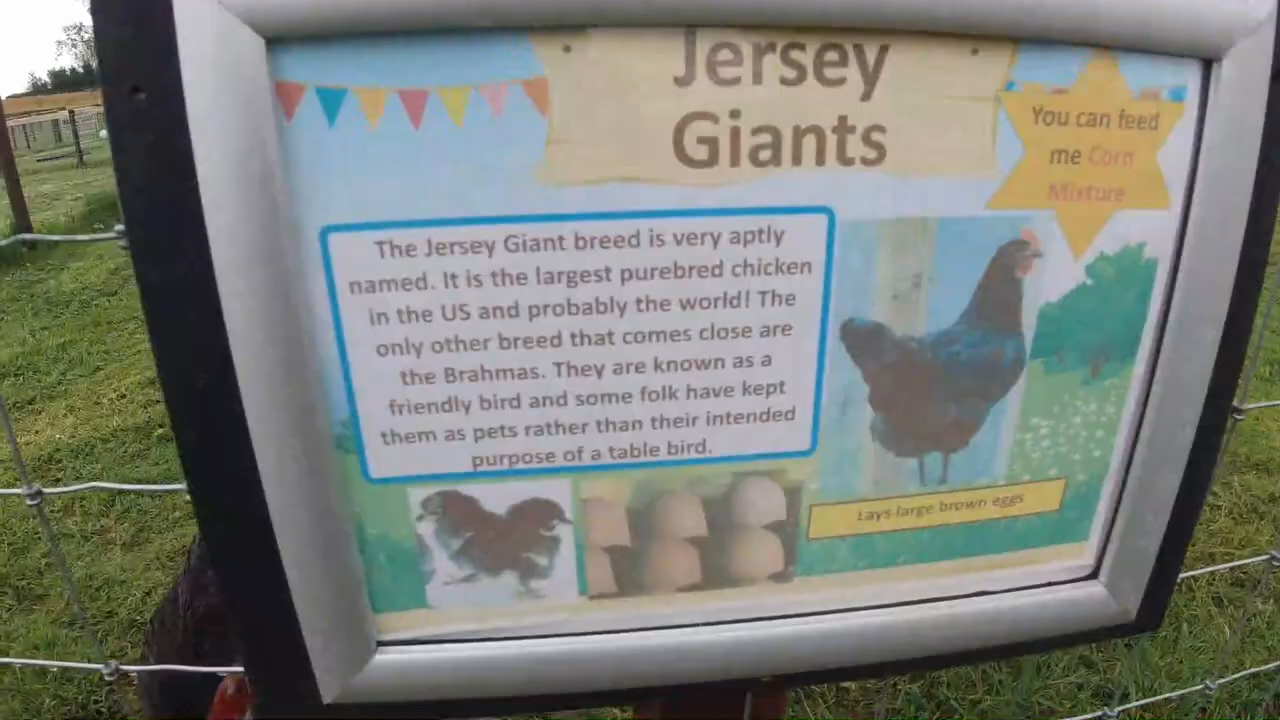 Jersey
Giants
You can feed
me Corn
Mixture
The Jersey Giant breed is very aptly
named. It is the largest purebred chicken
in the US and probably the world! The
only other breed that comes close are
the Brahmas. They are known as a
friendly bird and some folk have kept
them as pets rather than their intended
purpose of a table bird.
Lays large brown eggs